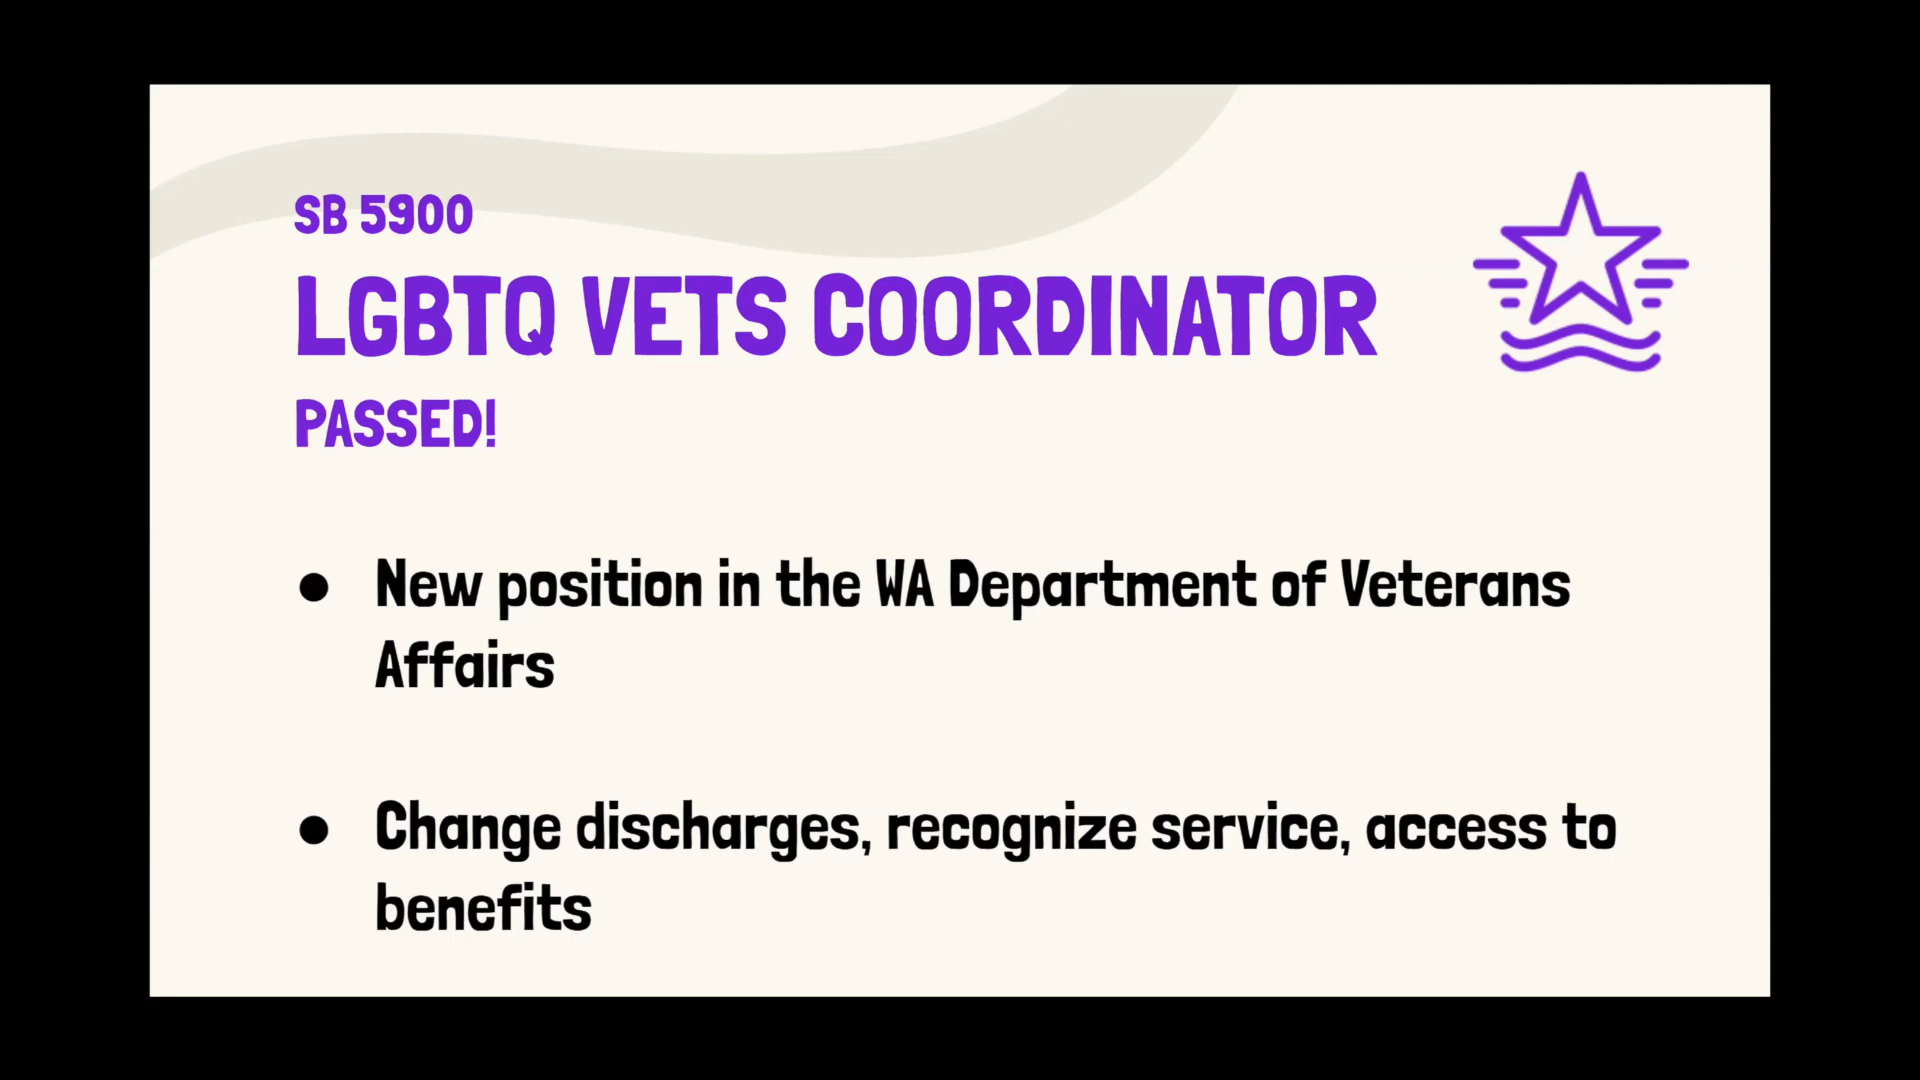 SB 5900
LGBTQ VETS COORDINATOR
PASSED!
● New position in the WA Department of Veterans
Affairs
● Change discharges, recognize service, access to
benefits